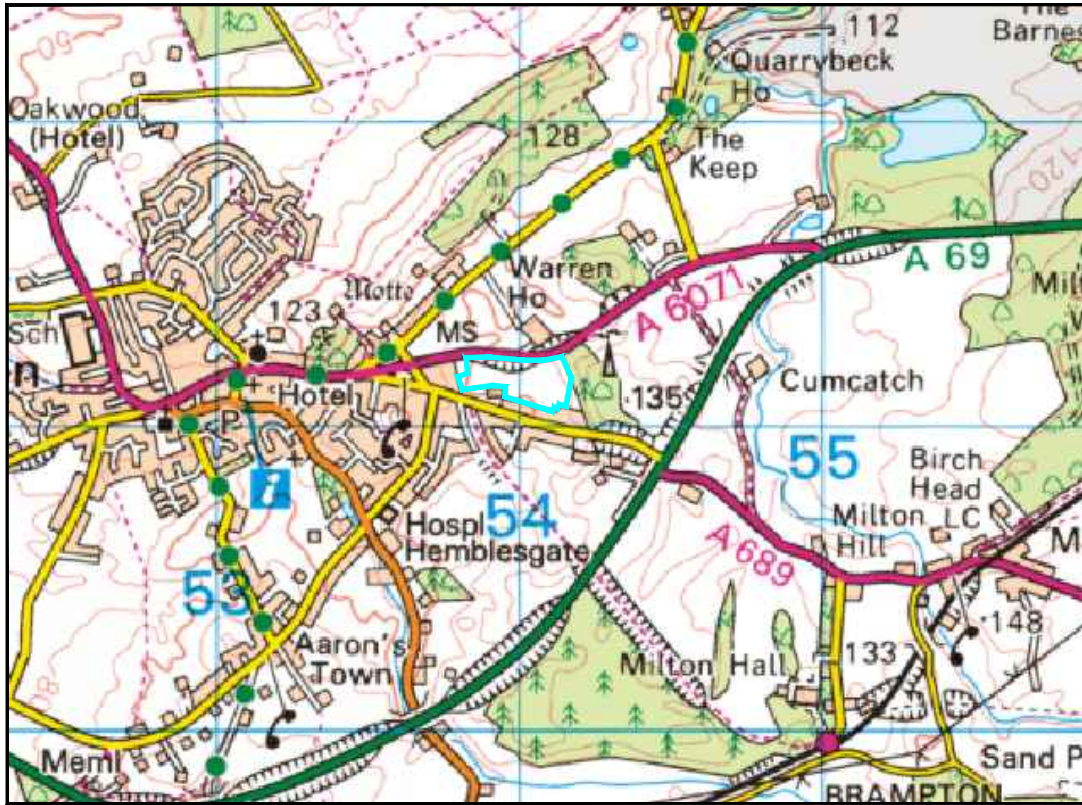 The
Barnes
112
Quarrybeck
Ho
Oakwood
(Hotel)
128
The
Keep
120
60
A 69
Warren
Ho
A 6071
Motte
123
MS
Sch
n
Hotel
Cumcatch
135
P
i
55
Birch
Head
54
Hospl
Hemblesgate
Milton
Hill
LC
M
A 689
53
Aaron's
Town
148
Milton Hall
133
Meml
Sand P
BRAMPTON